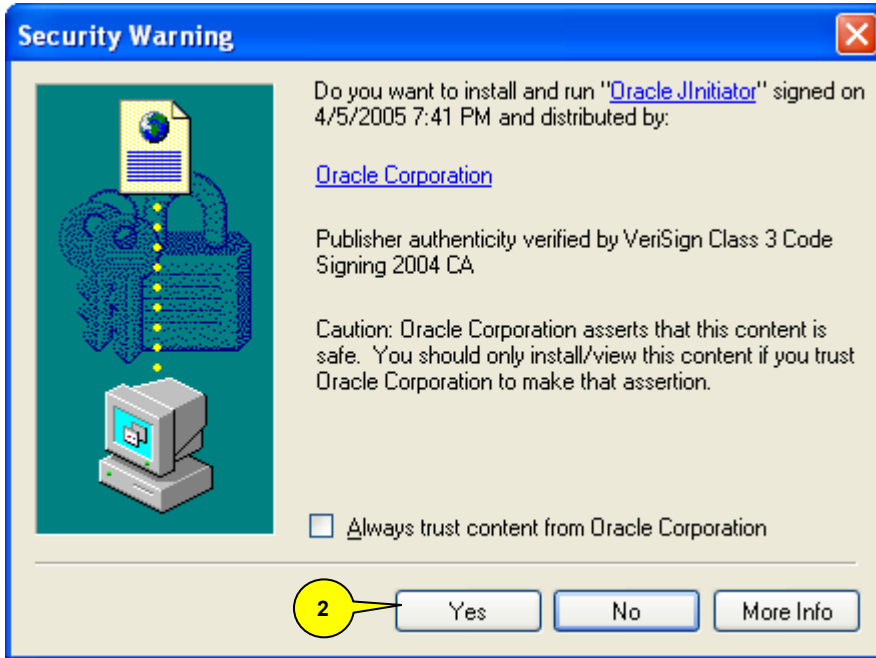 Security Warning
Do you want to install and run "Oracle JInitiator" signed on
4/5/2005 7:41 PM and distributed by:
Oracle Corporation
Publisher authenticity verified by VeriSign Class 3 Code
Signing 2004 CA
Caution: Oracle Corporation asserts that this content is
safe. You should only install/view this content if you trust
Oracle Corporation to make that assertion.
Always trust content from Oracle Corporation
2 Yes No More Info